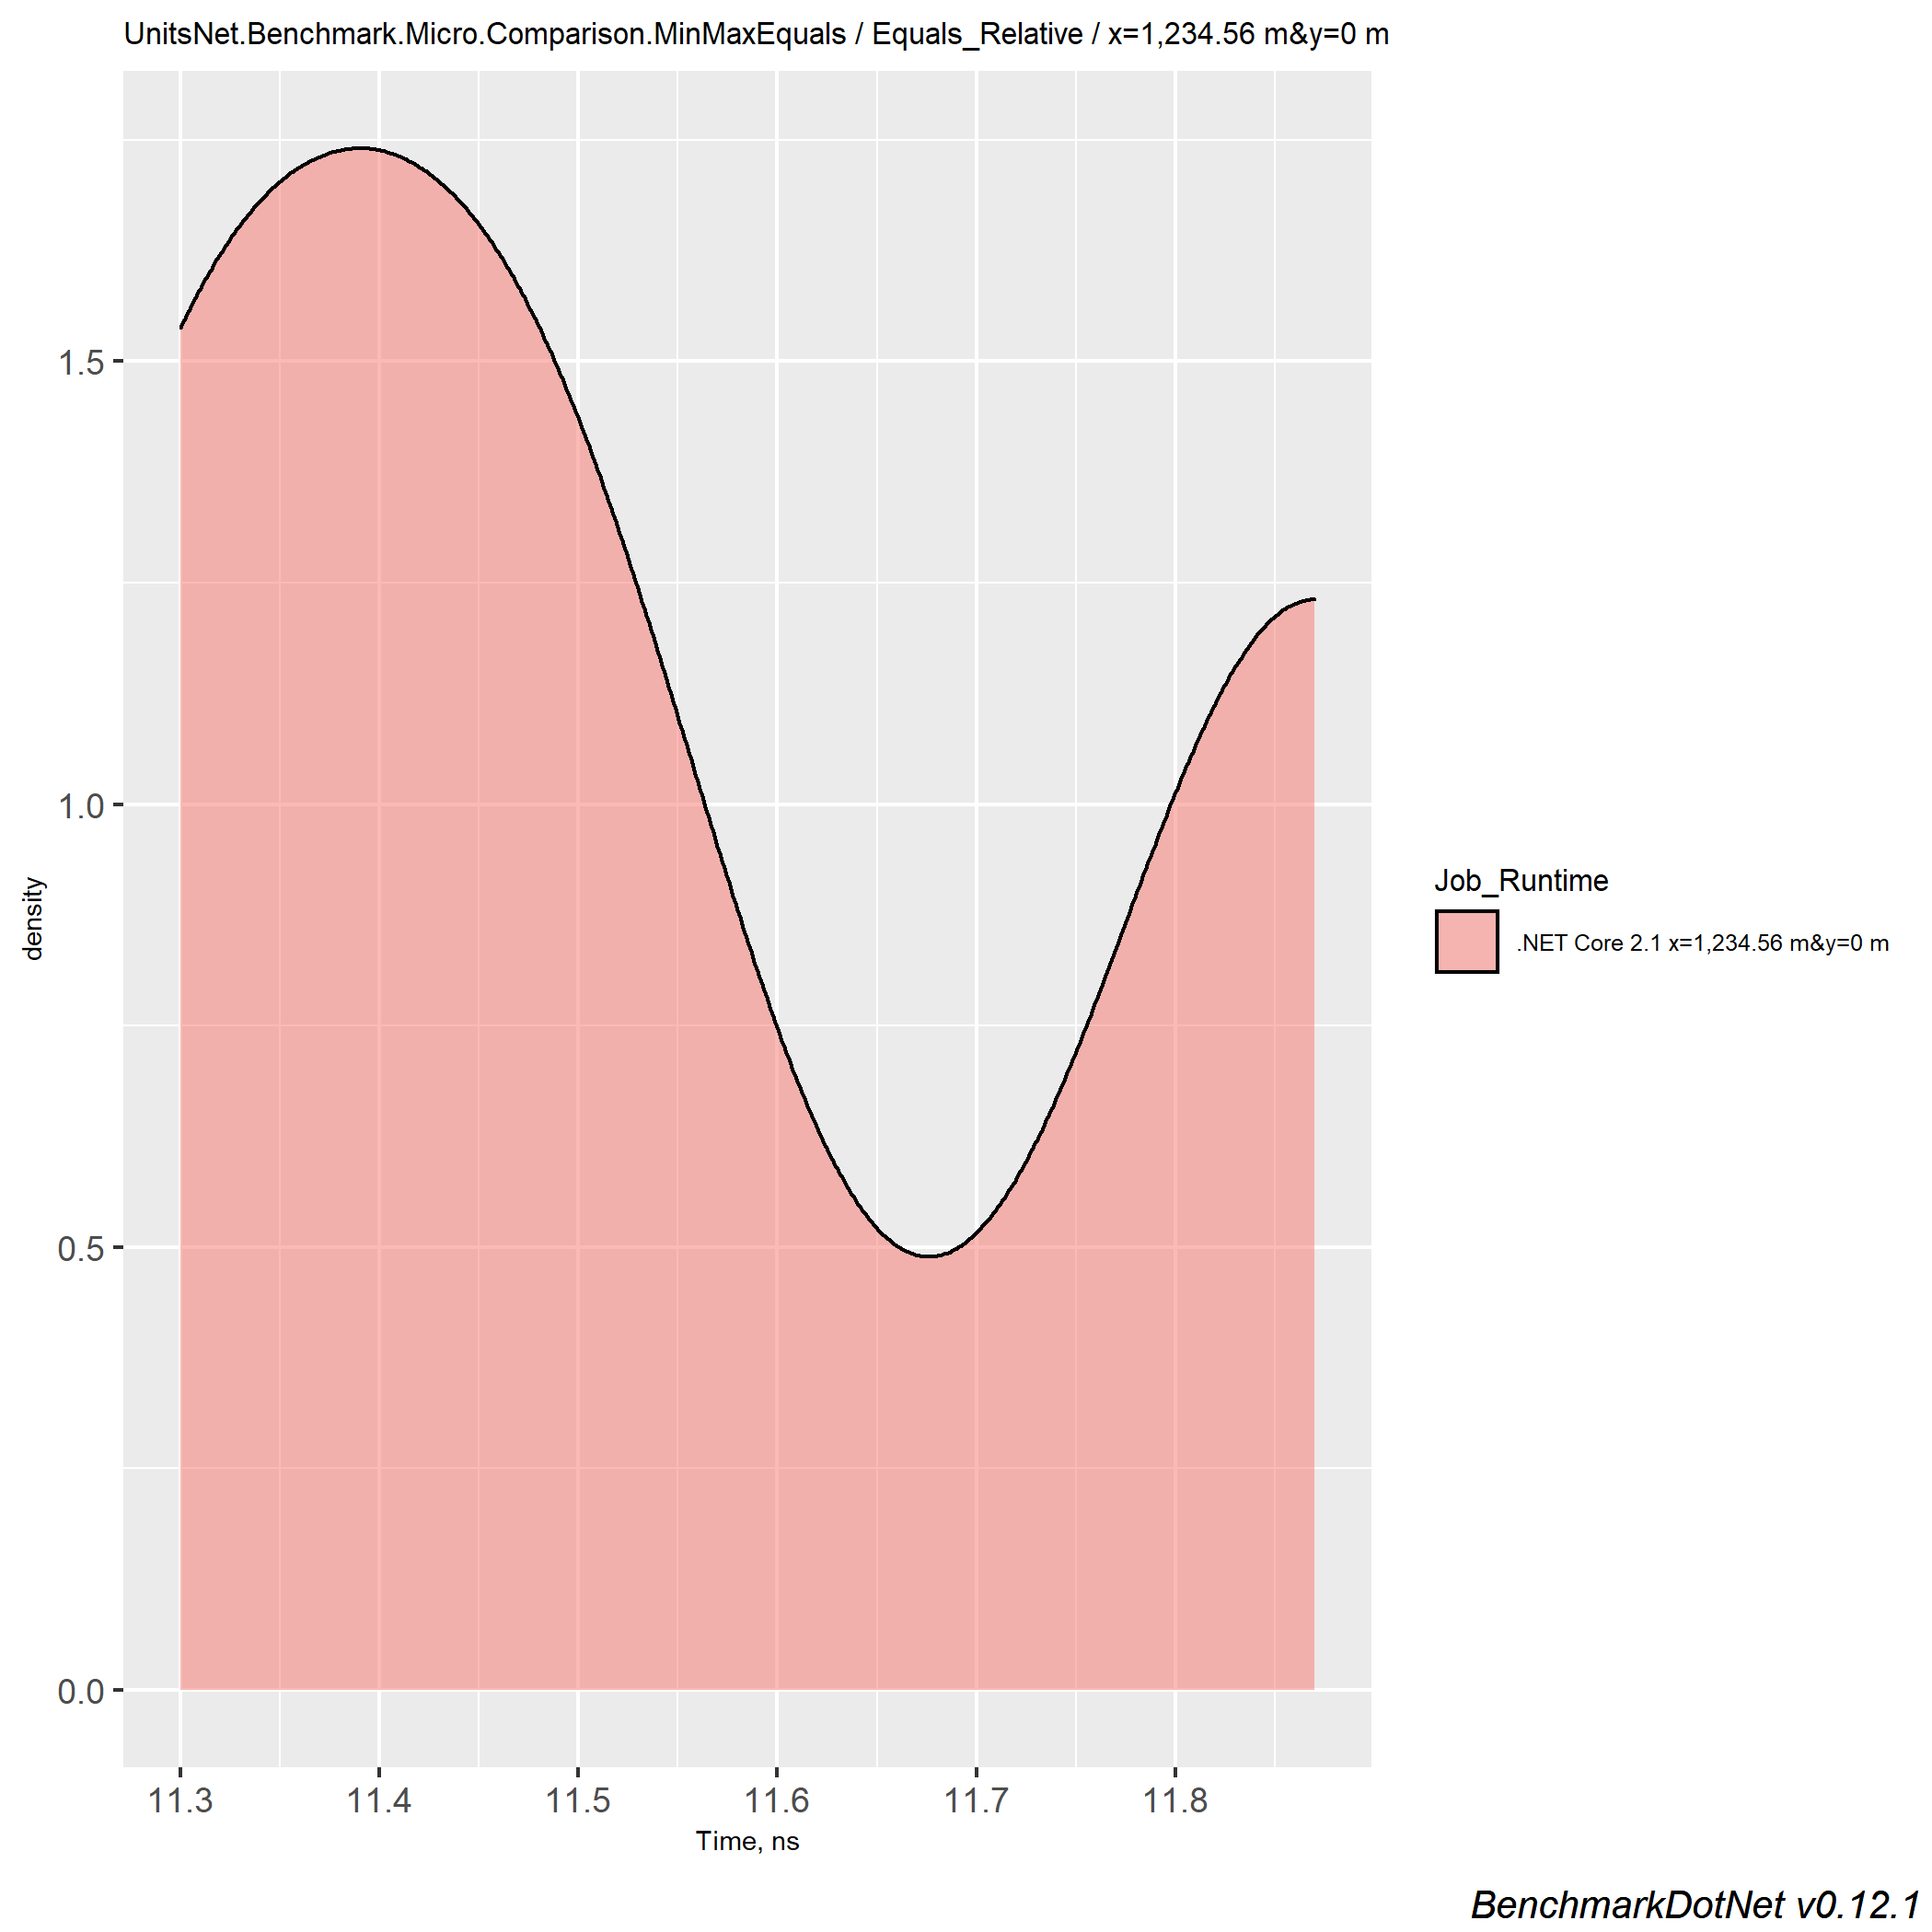 UnitsNet.Benchmark.Micro.Comparison.MinMaxEquals / Equals_Relative / x=1,234.56 m&y=0 m
1.5
1.0
0.5
0.0
density
11.3 11.4 11.5 11.6 11.7 11.8
Time, ns
Job_Runtime
.NET Core 2.1 x=1,234.56 m&y=0 m
BenchmarkDotNet v0.12.1